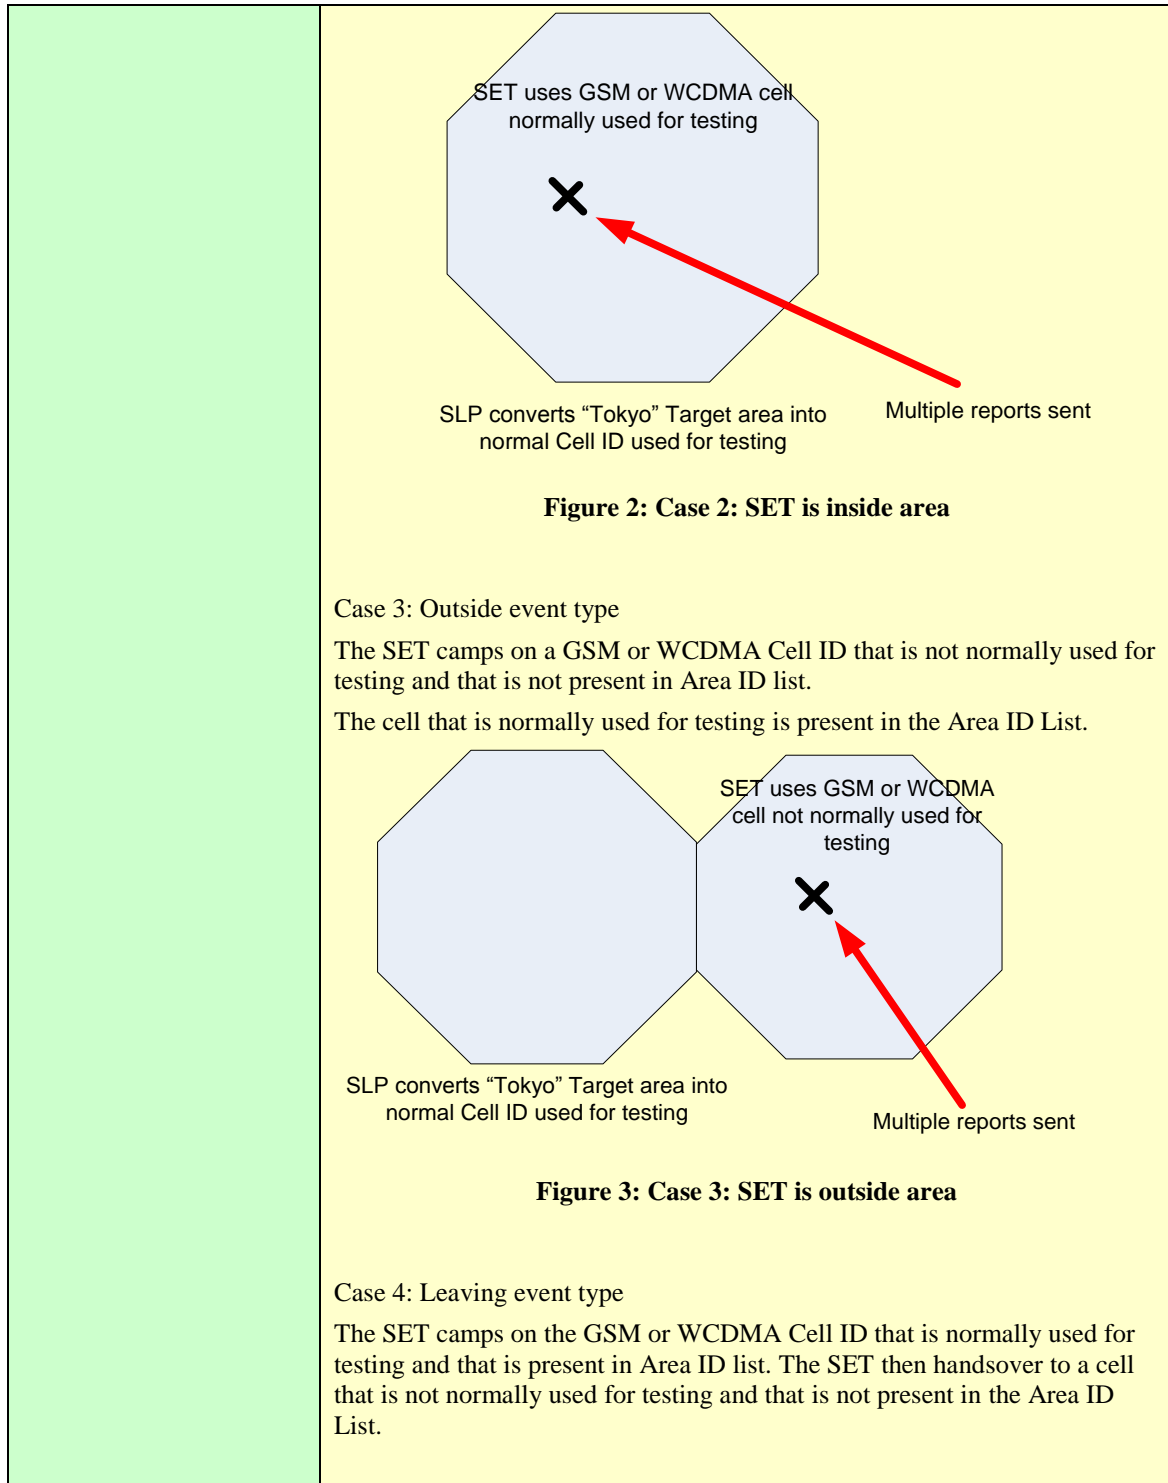 SET uses GSM or WCDMA cell
normally used for testing
SLP converts “Tokyo” Target area into
normal Cell ID used for testing
Multiple reports sent
Figure 2: Case 2: SET is inside area
Case 3: Outside event type
The SET camps on a GSM or WCDMA Cell ID that is not normally used for
testing and that is not present in Area ID list.
The cell that is normally used for testing is present in the Area ID List.
SET uses GSM or WCDMA
cell not normally used for
testing
SLP converts “Tokyo” Target area into
normal Cell ID used for testing
Multiple reports sent
Figure 3: Case 3: SET is outside area
Case 4: Leaving event type
The SET camps on the GSM or WCDMA Cell ID that is normally used for
testing and that is present in Area ID list. The SET then handsover to a cell
that is not normally used for testing and that is not present in the Area ID
List.